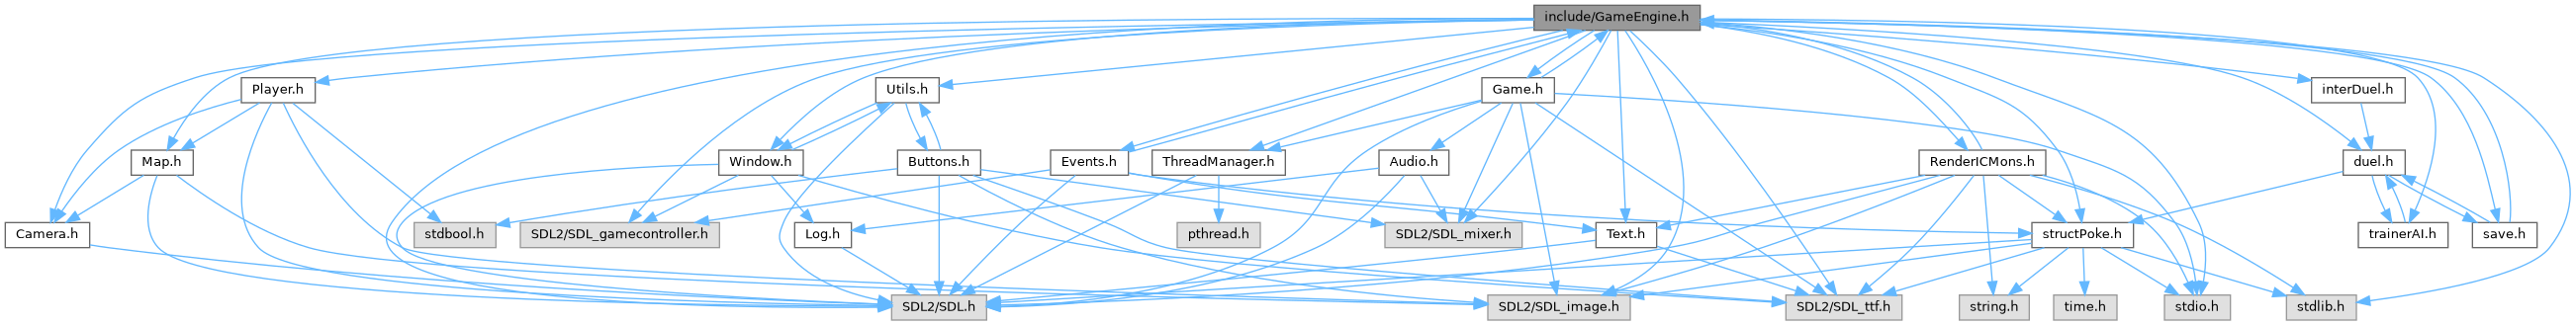 include/GameEngine.h
Player.h
Utils.h
Game.h
interDuel.h
Map.h
Window.h
Buttons.h
Events.h
ThreadManager.h
Audio.h
RenderICMons.h
duel.h
Camera.h
stdbool.h
SDL2/SDL_gamecontroller.h
Log.h
pthread.h
SDL2/SDL_mixer.h
Text.h
structPoke.h
trainerAI.h
save.h
SDL2/SDL.h
SDL2/SDL_image.h
SDL2/SDL_ttf.h
string.h
time.h
stdio.h
stdlib.h